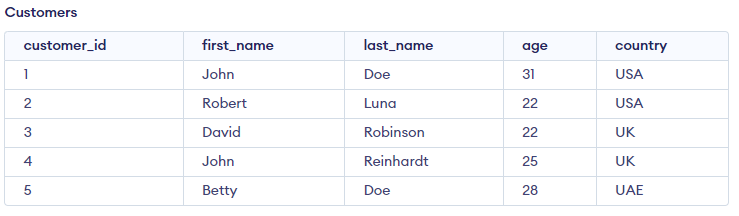 Customers
customer_id first_name last_name age country
1 John Doe 31 USA
2 Robert Luna 22 USA
3 David Robinson 22 UK
4 John Reinhardt 25 UK
5 Betty Doe 28 UAE